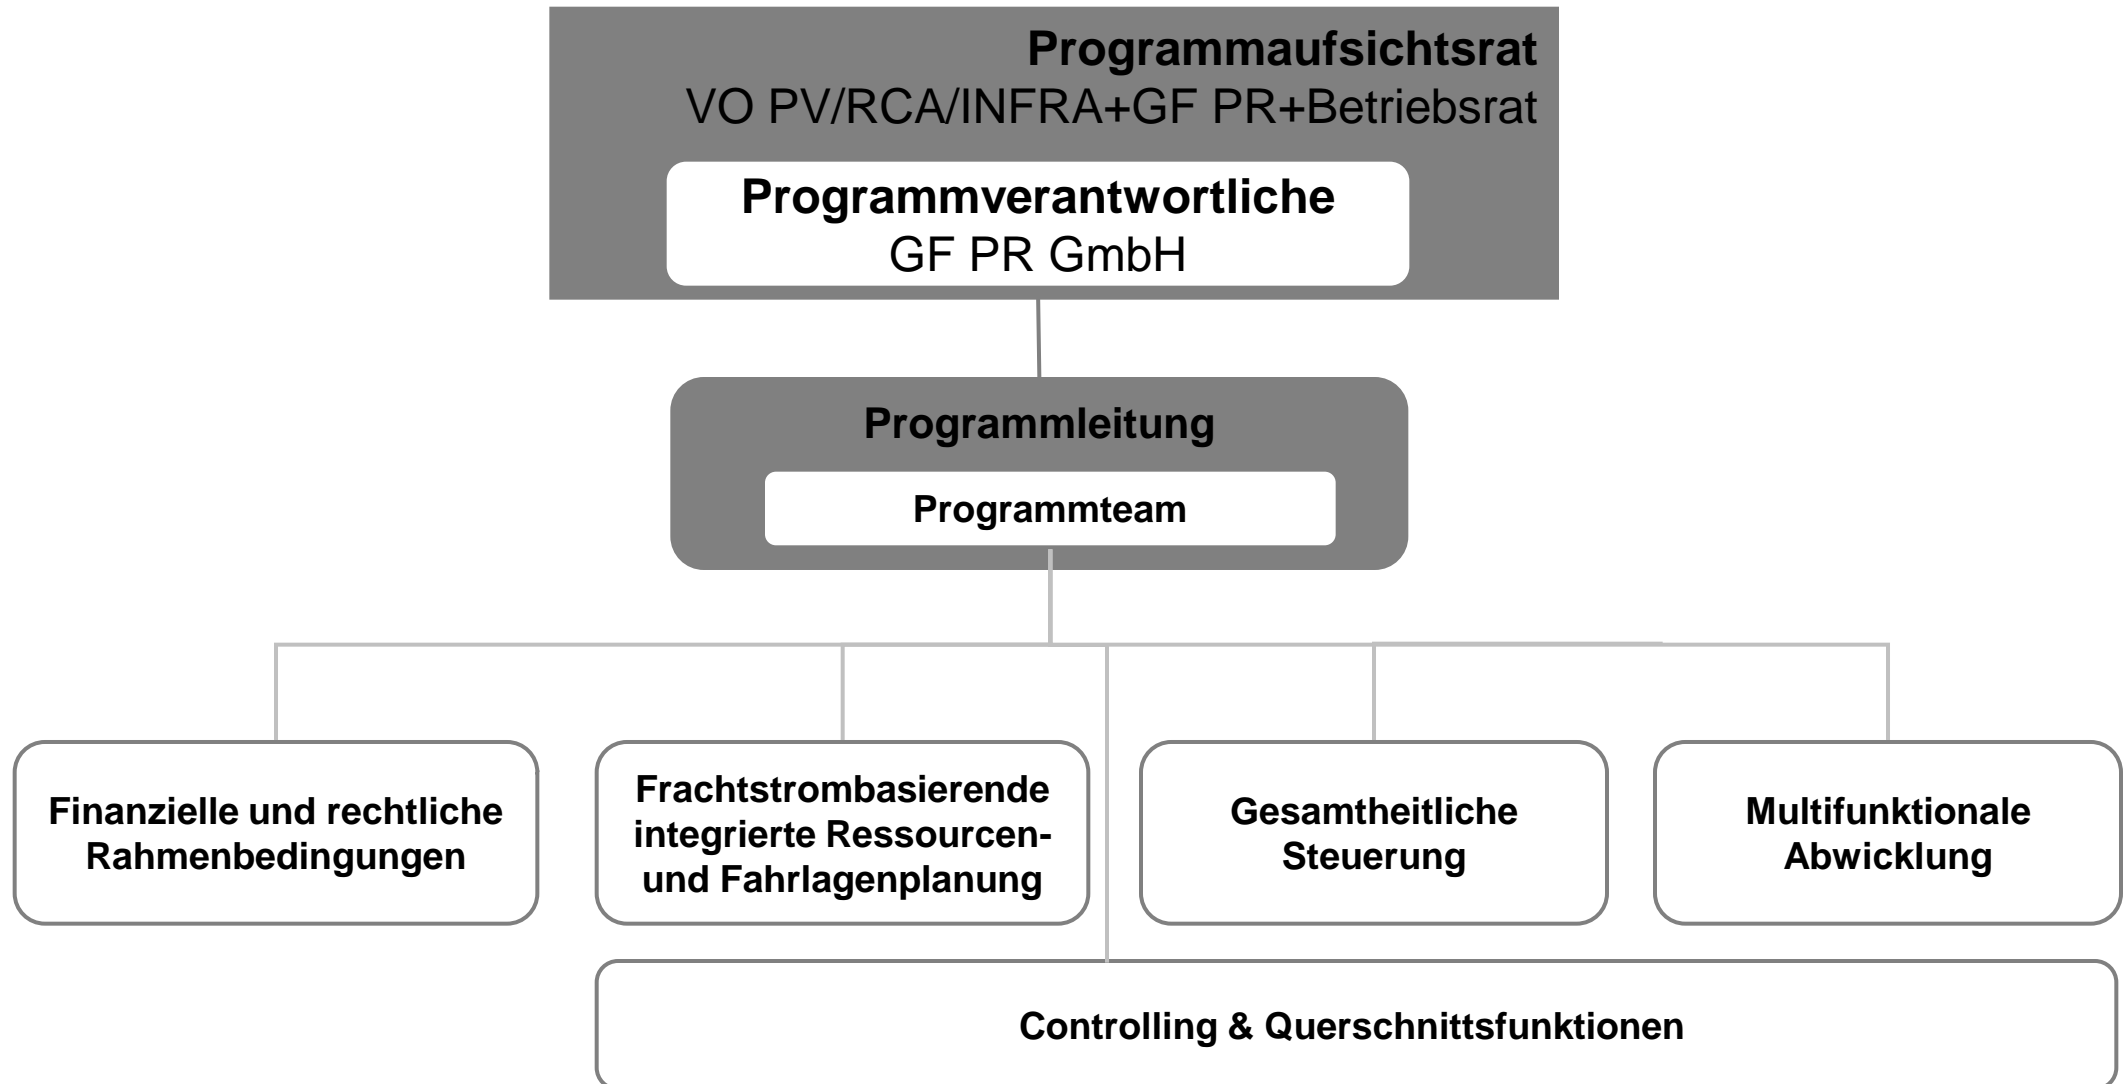 Programmaufsichtsrat
VO PV/RCA/INFRA+GF PR+Betriebsrat
Programmverantwortliche
GF PR GmbH
Programmleitung
Programmteam
Finanzielle und rechtliche
Rahmenbedingungen
Frachtstrombasierende
integrierte Ressourcen-
und Fahrlagenplanung
Gesamtheitliche
Steuerung
Multifunktionale
Abwicklung
Controlling & Querschnittsfunktionen